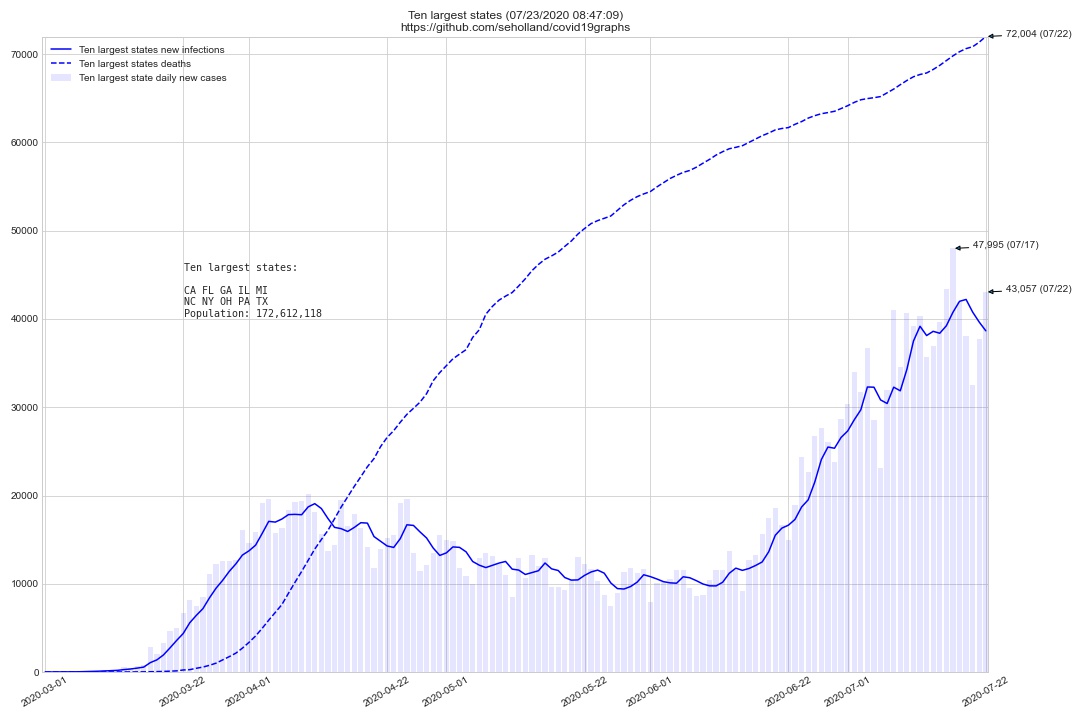 Ten largest states (07/23/2020 08:47:09)
https://github.com/seholland/covid19graphs
Ten largest states new infections
Ten largest states deaths
Ten largest state daily new cases
72,004 (07/22)
47,995 (07/17)
43,057 (07/22)
Ten largest states:
CA FL GA IL MI
NC NY OH PA TX
Population: 172,612,118
70000
60000
50000
40000
30000
20000
10000
0
2020-03-01
2020-03-22
2020-04-01
2020-04-22
2020-05-01
2020-05-22
2020-06-01
2020-06-22
2020-07-01
2020-07-22